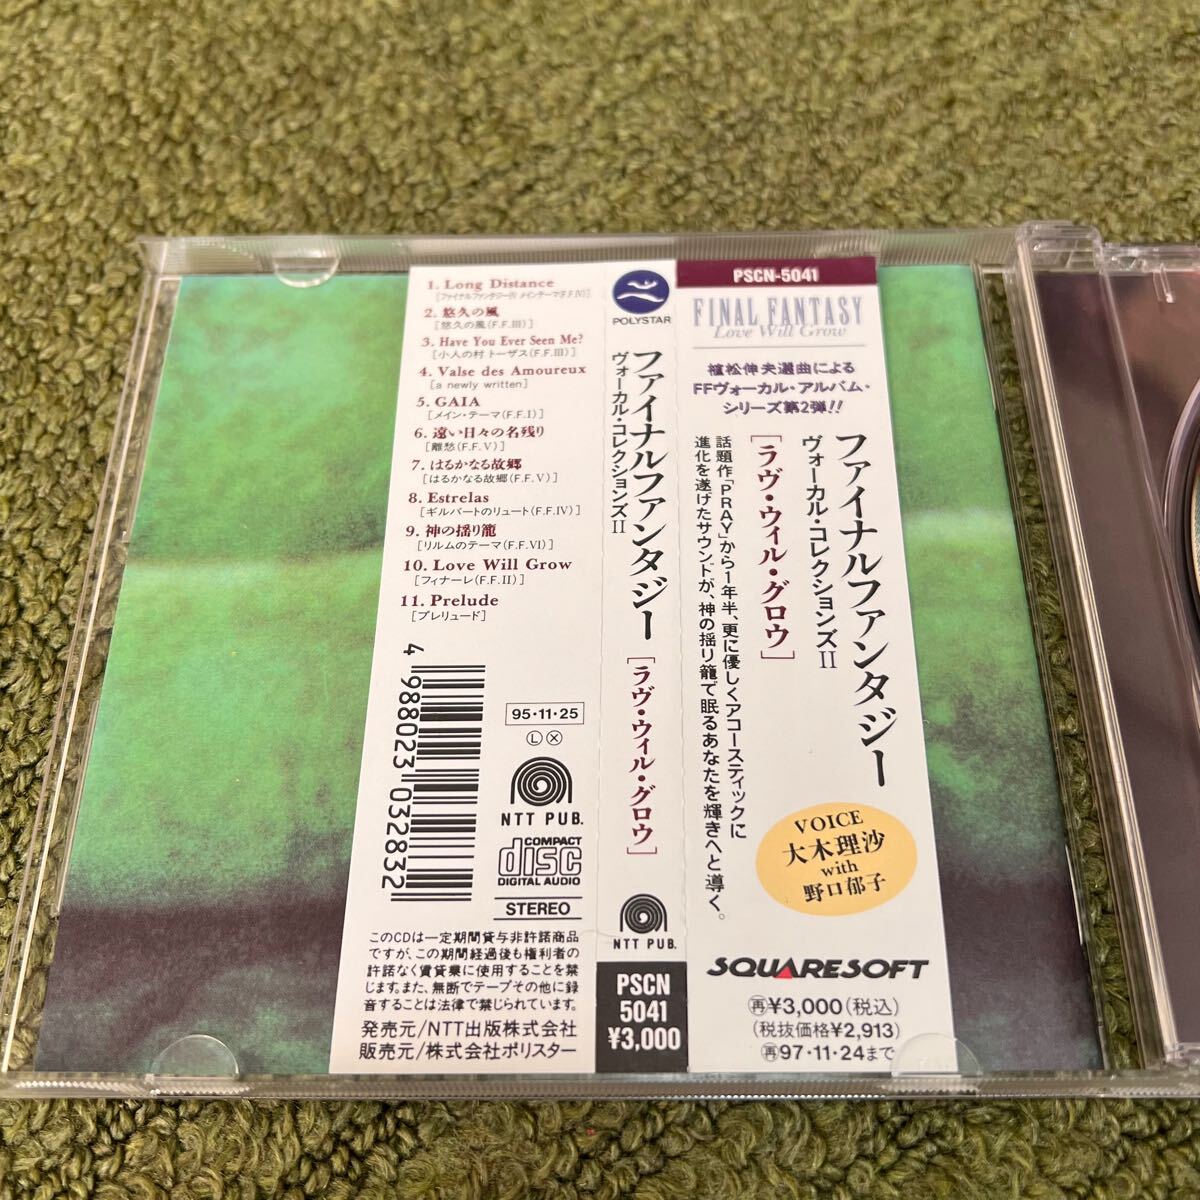 1. Long Distance
[ファイナルファンタジーIV メインテーマ(F.F.IV)]
2. 悠久の風
[悠久の風(F.F.III)]
3. Have You Ever Seen Me?
[小人の村 トーザス(F.F.III)]
4. Valse des Amoureux
[a newly written]
5. GAIA
[メイン・テーマ(F.F.I)]
6. 遠い日々の名残り
[離愁(F.F.V)]
7. はるかなる故郷
[はるかなる故郷(F.F.V)]
8. Estrelas
[ギルバートのリュート(F.F.IV)]
9. 神の揺り籠
[リルムのテーマ(F.F.VI)]
10. Love Will Grow
[フィナーレ(F.F.II)]
11. Prelude
[プレリュード]
4 988023 032832
95・11・25
L X
NTT PUB.
COMPACT
disc
DIGITAL AUDIO
STEREO
このCDは一定期間貸与非許諾商品
ですが、この期間経過後も権利者の
許諾なく賃貸業に使用することを禁
じます。また、無断でテープその他に録
音することは法律で禁じられています。
発売元/NTT出版株式会社
販売元/株式会社ポリスター
POLYSTAR
ファイナルファンタジー
ヴォーカル・コレクションズII
[ラヴ・ウィル・グロウ]
NTT PUB.
PSCN
5041
¥3,000
PSCN-5041
FINAL FANTASY
Love Will Grow
植松伸夫選曲による
FFヴォーカル・アルバム・
シリーズ第2弾!!
ファイナルファンタジー
ヴォーカル・コレクションズII
[ラヴ・ウィル・グロウ]
話題作「PRAY」から1年半、更に優しくアコースティックに
進化を遂げたサウンドが、神の揺り籠で眠るあなたを輝きへと導く。
VOICE
大木理沙
with
野口郁子
SQUARESOFT
再¥3,000(税込)
(税抜価格¥2,913)
再97・11・24まで